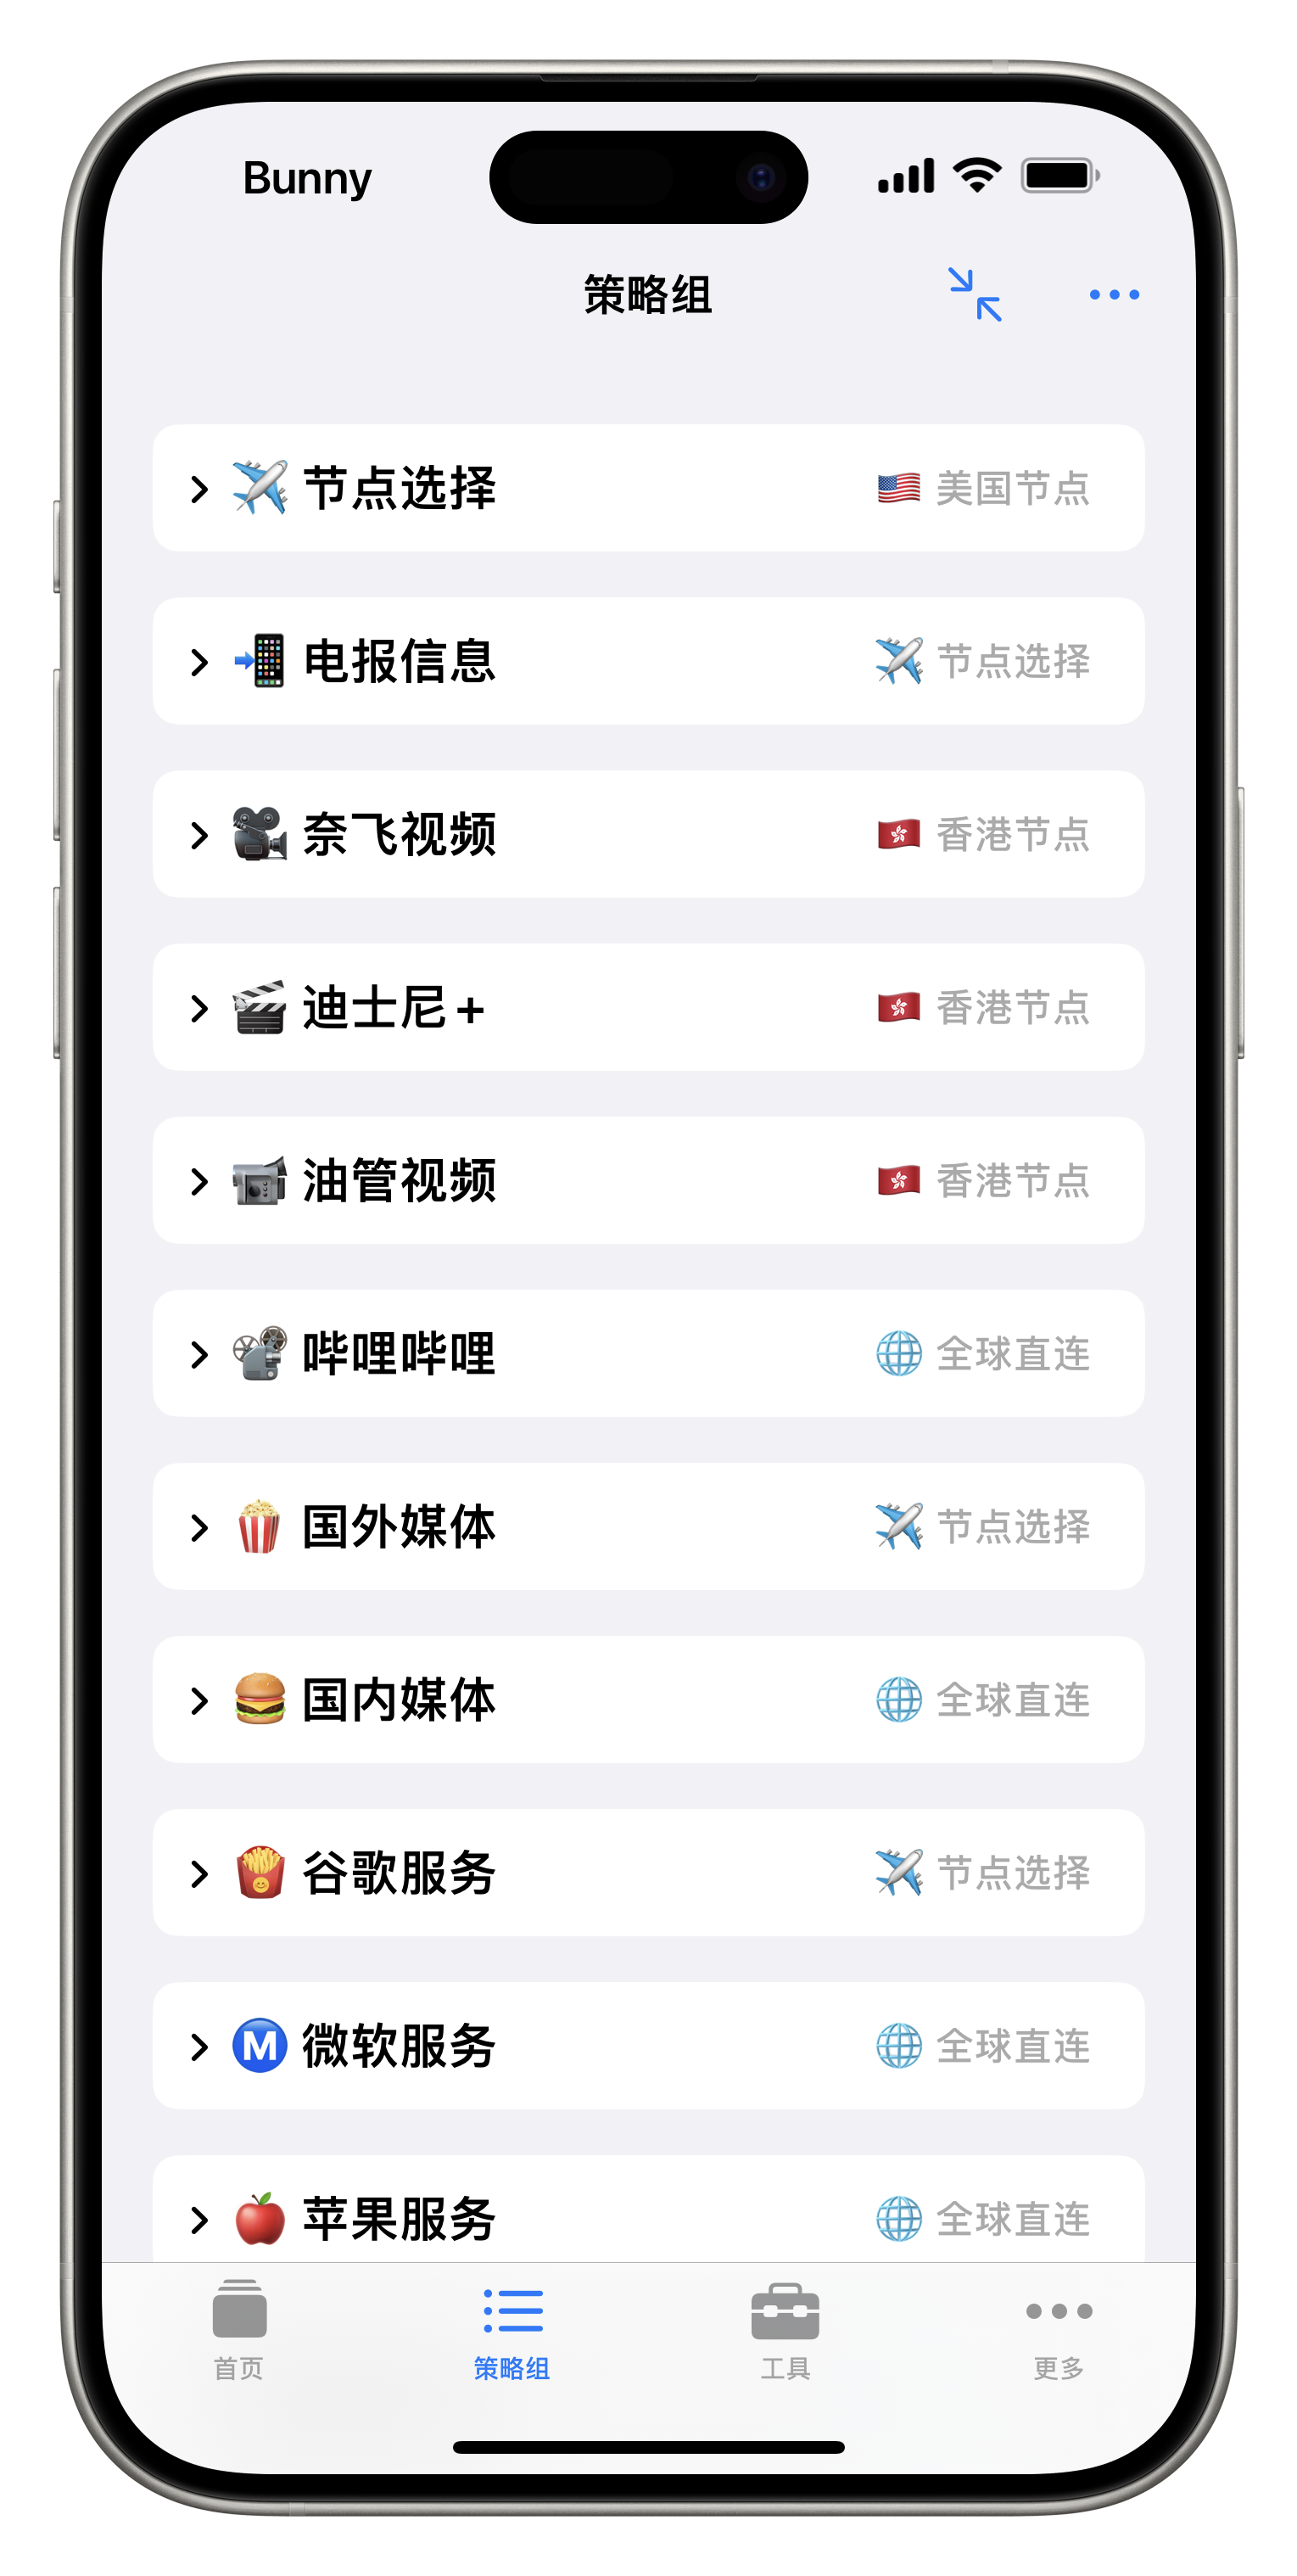 Bunny
策略组
✈️ 节点选择 🇺🇸 美国节点
📲 电报信息 ✈️ 节点选择
🎥 奈飞视频 🇭🇰 香港节点
🎬 迪士尼+ 🇭🇰 香港节点
📹 油管视频 🇭🇰 香港节点
📽️ 哔哩哔哩 🌐 全球直连
🍿 国外媒体 ✈️ 节点选择
🍔 国内媒体 🌐 全球直连
🍟 谷歌服务 ✈️ 节点选择
Ⓜ️ 微软服务 🌐 全球直连
🍎 苹果服务 🌐 全球直连
首页 策略组 工具 更多